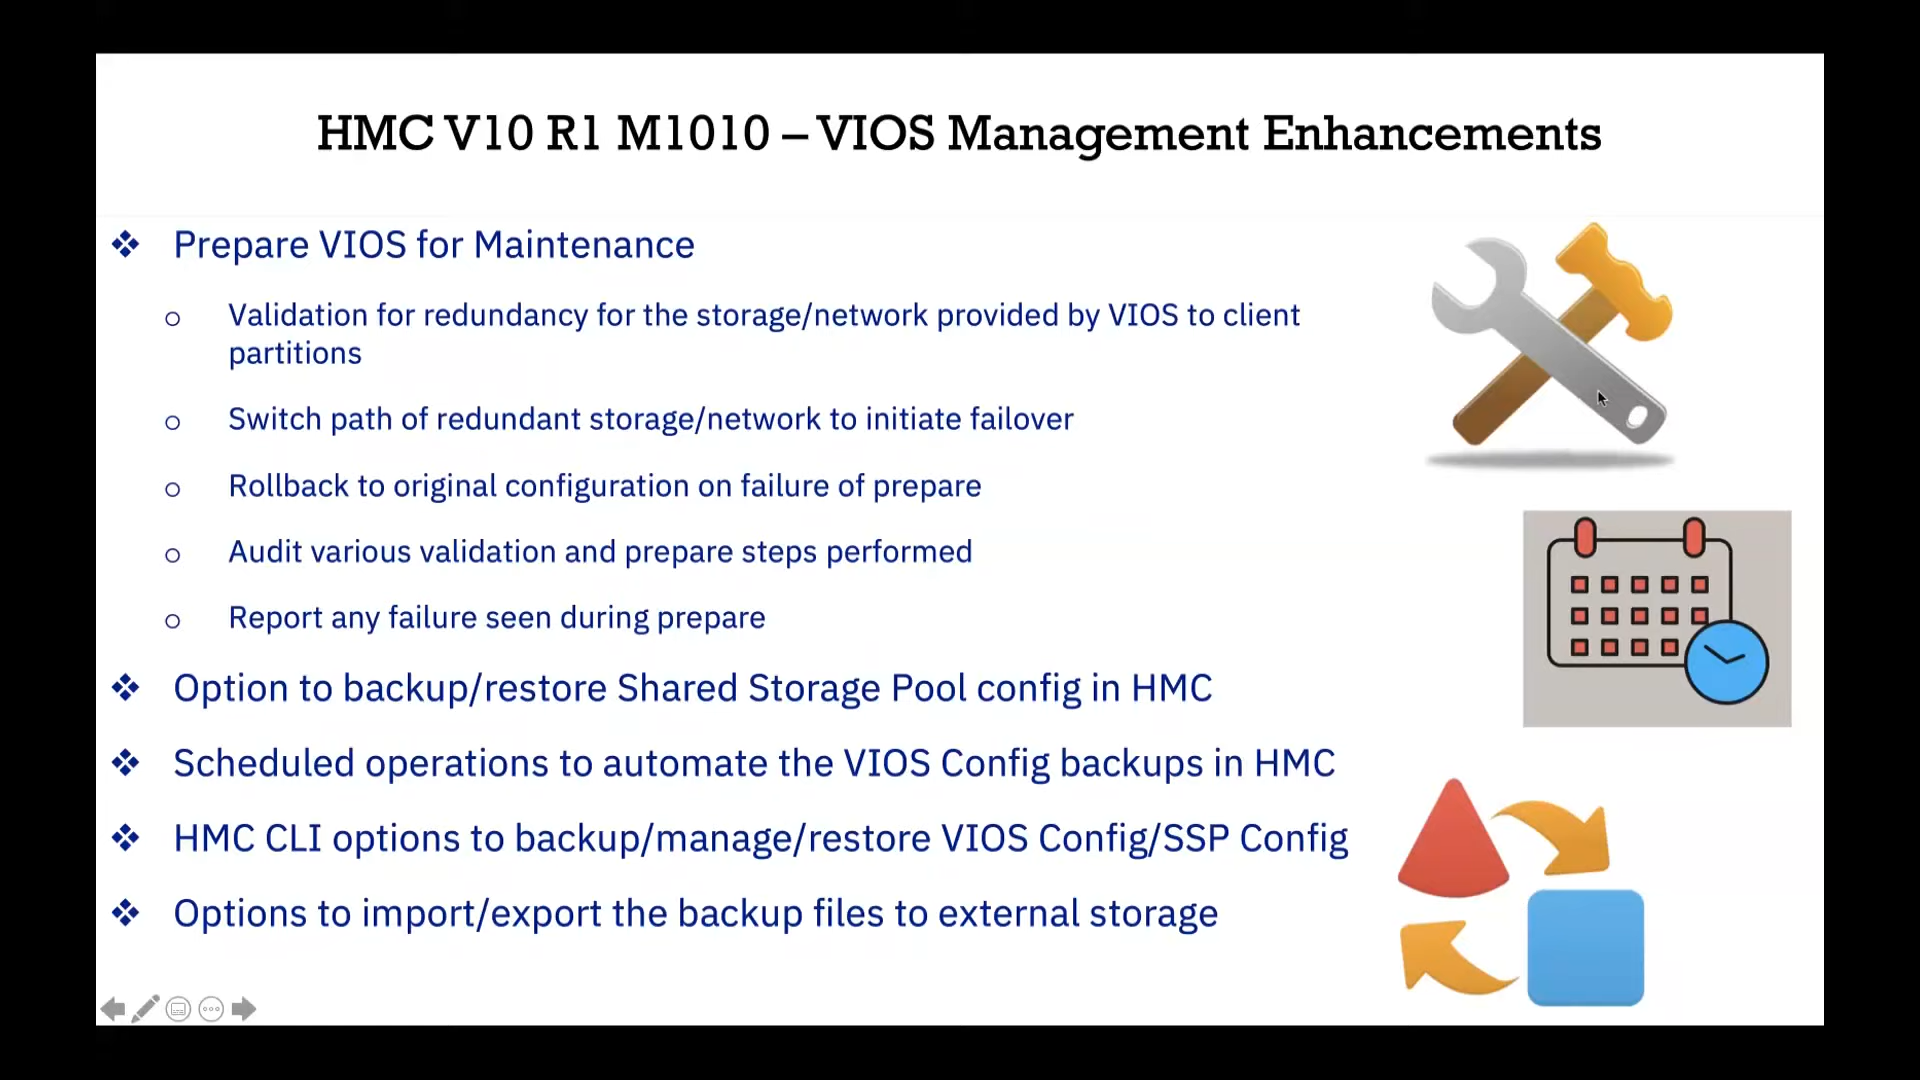 HMC V10 R1 M1010 – VIOS Management Enhancements
❖ Prepare VIOS for Maintenance
o Validation for redundancy for the storage/network provided by VIOS to client
partitions
o Switch path of redundant storage/network to initiate failover
o Rollback to original configuration on failure of prepare
o Audit various validation and prepare steps performed
o Report any failure seen during prepare
❖ Option to backup/restore Shared Storage Pool config in HMC
❖ Scheduled operations to automate the VIOS Config backups in HMC
❖ HMC CLI options to backup/manage/restore VIOS Config/SSP Config
❖ Options to import/export the backup files to external storage